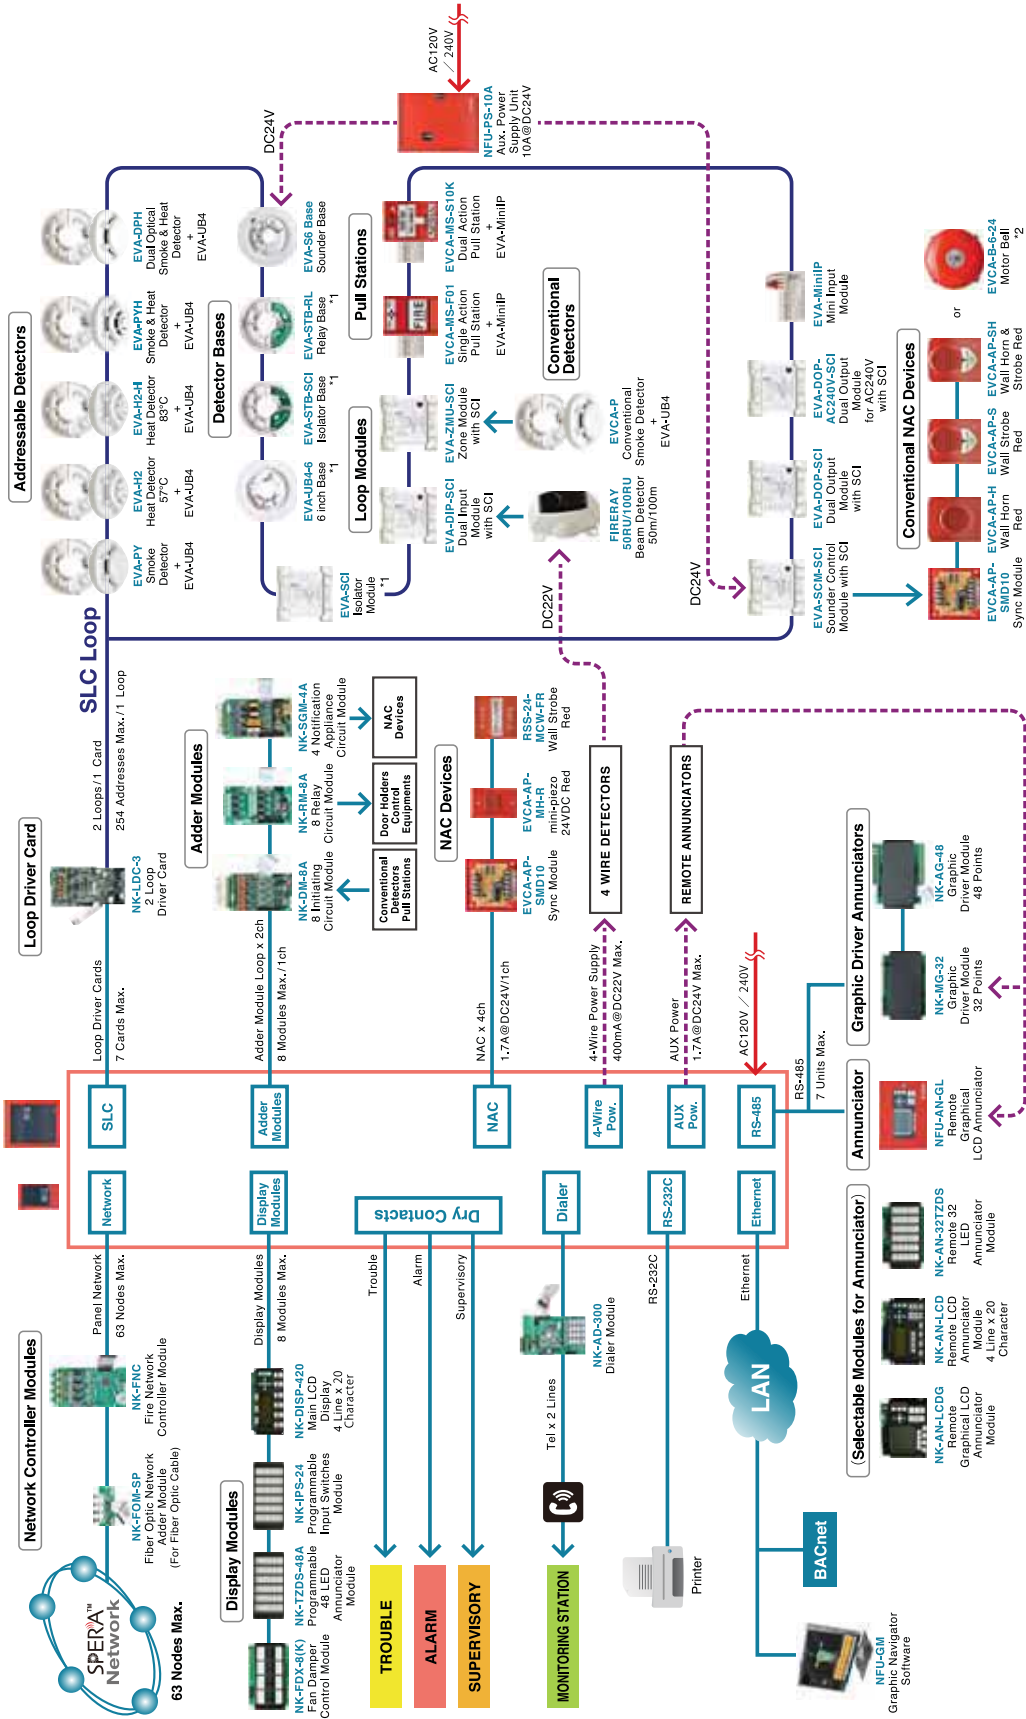 Network Controller Modules
SPERA™
Network
63 Nodes Max.
NK-FOM-SP
Fiber Optic Network
Adder Module
(For Fiber Optic Cable)
NK-FNC
Fire Network
Controller Module
Panel Network
63 Nodes Max.
Network
SLC
Loop Driver Cards
7 Cards Max.
Loop Driver Card
NK-LDC-3
2 Loop
Driver Card
2 Loops/1 Card
254 Addresses Max./1 Loop
SLC Loop
Addressable Detectors
EVA-PY
Smoke
Detector
+
EVA-UB4
EVA-H2
Heat Detector
57°C
+
EVA-UB4
EVA-H2-HI
Heat Detector
83°C
+
EVA-UB4
EVA-PYH
Smoke & Heat
Detector
+
EVA-UB4
EVA-DPH
Dual Optical
Smoke & Heat
Detector
+
EVA-UB4
Display Modules
NK-FDX-8(K)
Fan Damper
Control Module
NK-TZDS-48A
Programmable
48 LED
Annunciator
Module
NK-IPS-24
Programmable
Input Switches
Module
NK-DISP-420
Main LCD
Display
4 Line x 20
Character
Display Modules
8 Modules Max.
Display
Modules
Adder
Modules
Adder Module Loop x 2ch
8 Modules Max./1ch
Adder Modules
NK-DM-8A
8 Initiating
Circuit Module
NK-RM-8A
8 Relay
Circuit Module
NK-SGM-4A
4 Notification
Appliance
Circuit Module
Conventional
Detectors
Pull Stations
Door Holders
Control
Equipments
NAC
Devices
Detector Bases
EVA-UB4-6
6 inch Base
*1
EVA-STB-SCI
Isolator Base
*1
EVA-STB-RL
Relay Base
*1
EVA-S6 Base
Sounder Base
DC24V
EVA-SCI
Isolator
Module
*1
TROUBLE
ALARM
SUPERVISORY
Trouble
Alarm
Supervisory
Dry Contacts
NAC
NAC x 4ch
1.7A@DC24V/1ch
NAC Devices
EVCA-AP-
SMD10
Sync Module
EVCA-AP-
MH-R
mini-piezo
24VDC Red
RSS-24-
MCW-FR
Wall Strobe
Red
Loop Modules
EVA-DIP-SCI
Dual Input
Module
with SCI
EVA-ZMU-SCI
Zone Module
with SCI
Pull Stations
EVCA-MS-F01
Single Action
Pull Station
+
EVA-MiniIP
EVCA-MS-S10K
Dual Action
Pull Station
+
EVA-MiniIP
FIRE
NFU-PS-10A
Aux. Power
Supply Unit
10A@DC24V
AC120V
／240V
MONITORING STATION
Tel x 2 Lines
NK-AD-300
Dialer Module
Dialer
4-Wire
Pow.
4-Wire Power Supply
400mA@DC22V Max.
4 WIRE DETECTORS
DC22V
Conventional
Detectors
FIRERAY
50RU/100RU
Beam Detector
50m/100m
EVCA-P
Conventional
Smoke Detector
+
EVA-UB4
Printer
RS-232C
RS-232C
AUX
Pow.
AUX Power
1.7A@DC24V Max.
REMOTE ANNUNCIATORS
DC24V
LAN
Ethernet
Ethernet
RS-485
AC120V ／ 240V
RS-485
7 Units Max.
BACnet
NFU-GM
Graphic Navigator
Software
EVA-SCM-SCI
Sounder Control
Module with SCI
EVA-DOP-SCI
Dual Output
Module
with SCI
EVA-DOP-
AC240V-SCI
Dual Output
Module
for AC240V
with SCI
EVA-MiniIP
Mini Input
Module
(Selectable Modules for Annunciator)
NK-AN-LCDG
Remote
Graphical LCD
Annunciator
Module
NK-AN-LCD
Remote LCD
Annunciator
Module
4 Line x 20
Character
NK-AN-32TZDS
Remote 32
LED
Annunciator
Module
Annunciator
NFU-AN-GL
Remote
Graphical
LCD Annunciator
Graphic Driver Annunciators
NK-MG-32
Graphic
Driver Module
32 Points
NK-AG-48
Graphic
Driver Module
48 Points
Conventional NAC Devices
EVCA-AP-
SMD10
Sync Module
EVCA-AP-H
Wall Horn
Red
EVCA-AP-S
Wall Strobe
Red
EVCA-AP-SH
Wall Horn &
Strobe Red
or
EVCA-B-6-24
Motor Bell
*2